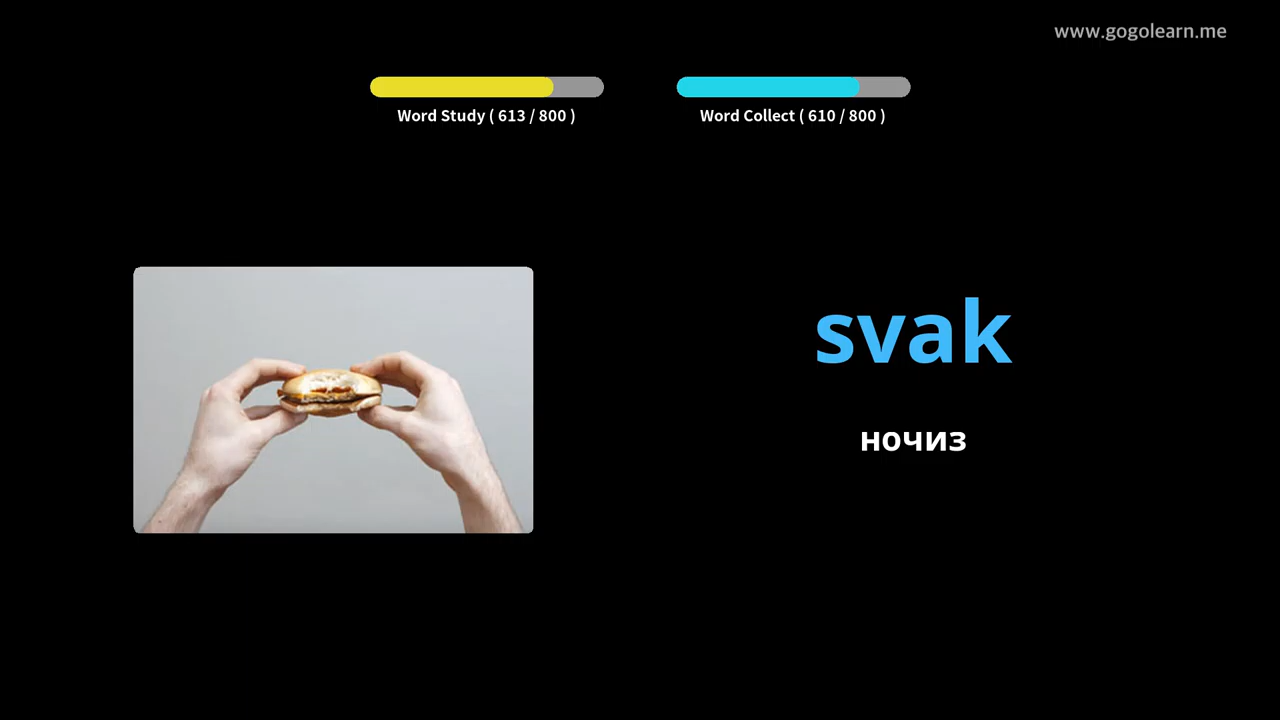 www.gogolearn.me
Word Study ( 613 / 800 )
Word Collect ( 610 / 800 )
svak
ночиз